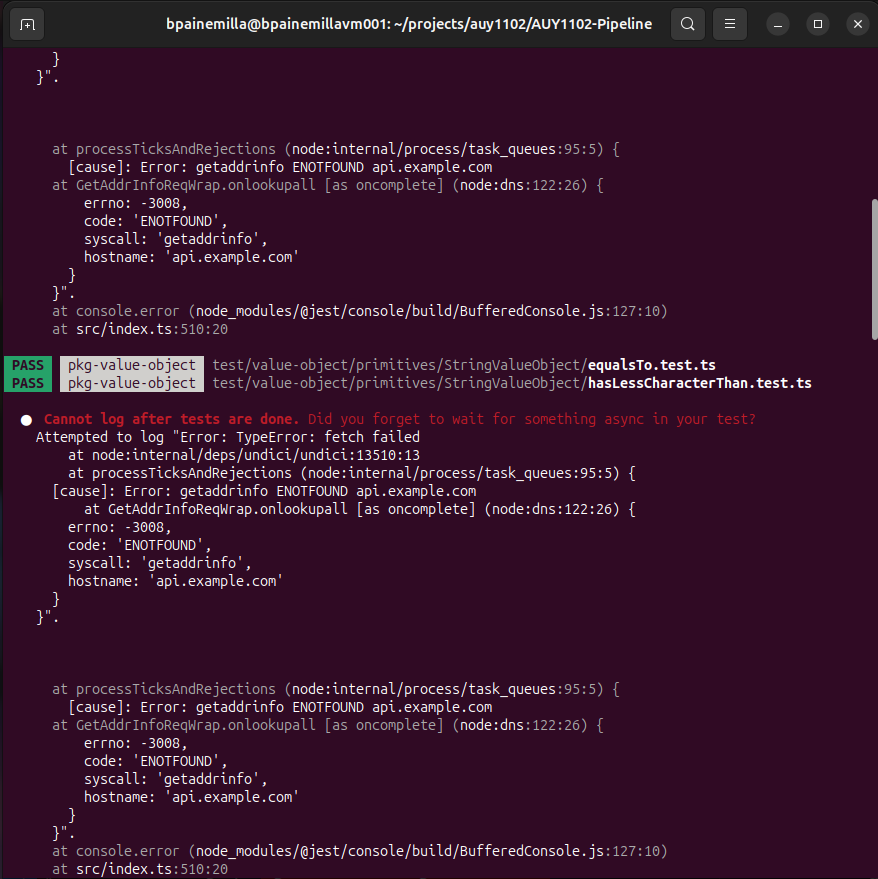 bpainemilla@bpainemillavm001: ~/projects/auy1102/AUY1102-Pipeline
}
}".
at processTicksAndRejections (node:internal/process/task_queues:95:5) {
[cause]: Error: getaddrinfo ENOTFOUND api.example.com
at GetAddrInfoReqWrap.onlookupall [as oncomplete] (node:dns:122:26) {
errno: -3008,
code: 'ENOTFOUND',
syscall: 'getaddrinfo',
hostname: 'api.example.com'
}
}".
at console.error (node_modules/@jest/console/build/BufferedConsole.js:127:10)
at src/index.ts:510:20
PASS pkg-value-object test/value-object/primitives/StringValueObject/equalsTo.test.ts
PASS pkg-value-object test/value-object/primitives/StringValueObject/hasLessCharacterThan.test.ts
● Cannot log after tests are done. Did you forget to wait for something async in your test?
Attempted to log "Error: TypeError: fetch failed
at node:internal/deps/undici/undici:13510:13
at processTicksAndRejections (node:internal/process/task_queues:95:5) {
[cause]: Error: getaddrinfo ENOTFOUND api.example.com
at GetAddrInfoReqWrap.onlookupall [as oncomplete] (node:dns:122:26) {
errno: -3008,
code: 'ENOTFOUND',
syscall: 'getaddrinfo',
hostname: 'api.example.com'
}
}".
at processTicksAndRejections (node:internal/process/task_queues:95:5) {
[cause]: Error: getaddrinfo ENOTFOUND api.example.com
at GetAddrInfoReqWrap.onlookupall [as oncomplete] (node:dns:122:26) {
errno: -3008,
code: 'ENOTFOUND',
syscall: 'getaddrinfo',
hostname: 'api.example.com'
}
}".
at console.error (node_modules/@jest/console/build/BufferedConsole.js:127:10)
at src/index.ts:510:20